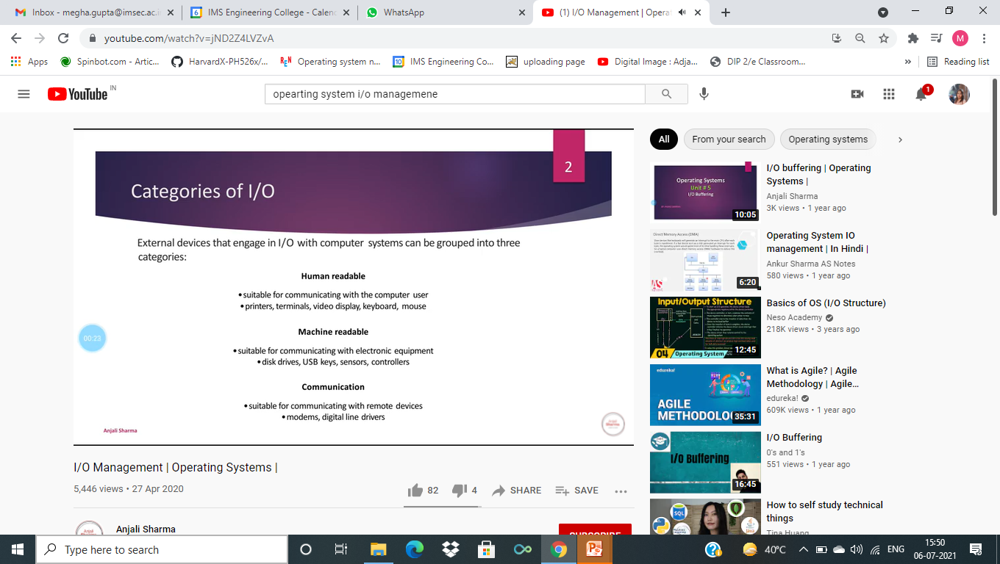 Inbox - megha.gupta@imsec.ac.i
IMS Engineering College - Calenc
WhatsApp
(1) I/O Management | Operat
youtube.com/watch?v=jND2Z4LVZvA
M
Apps
Spinbot.com - Artic...
HarvardX-PH526x/...
Operating system n...
IMS Engineering Co...
uploading page
Digital Image : Adja...
DIP 2/e Classroom...
»
Reading list
YouTube IN
opearting system i/o managemene
1
2
Categories of I/O
External devices that engage in I/O with computer systems can be grouped into three
categories:
Human readable
•suitable for communicating with the computer user
•printers, terminals, video display, keyboard, mouse
Machine readable
•suitable for communicating with electronic equipment
•disk drives, USB keys, sensors, controllers
Communication
•suitable for communicating with remote devices
•modems, digital line drivers
00:23
Anjali Sharma
I/O Management | Operating Systems |
5,446 views • 27 Apr 2020
82
4
SHARE
SAVE
Anjali Sharma
SUBSCRIBE
All
From your search
Operating systems
Operating Systems
Unit # 5
I/O Buffering
10:05
I/O buffering | Operating
Systems |
Anjali Sharma
3K views • 1 year ago
Direct Memory Access (DMA)
6:20
Operating System IO
management | In Hindi |
Ankur Sharma AS Notes
580 views • 1 year ago
Input/Output Structure
04
Operating System
12:45
Basics of OS (I/O Structure)
Neso Academy
218K views • 3 years ago
edureka!
AGILE
35:31
What is Agile? | Agile
Methodology | Agile...
edureka!
609K views • 1 year ago
I/O Buffering
16:45
I/O Buffering
0's and 1's
551 views • 1 year ago
SQL
How to self study technical
things
Tina Huang
Type here to search
40°C
ENG
15:50
06-07-2021